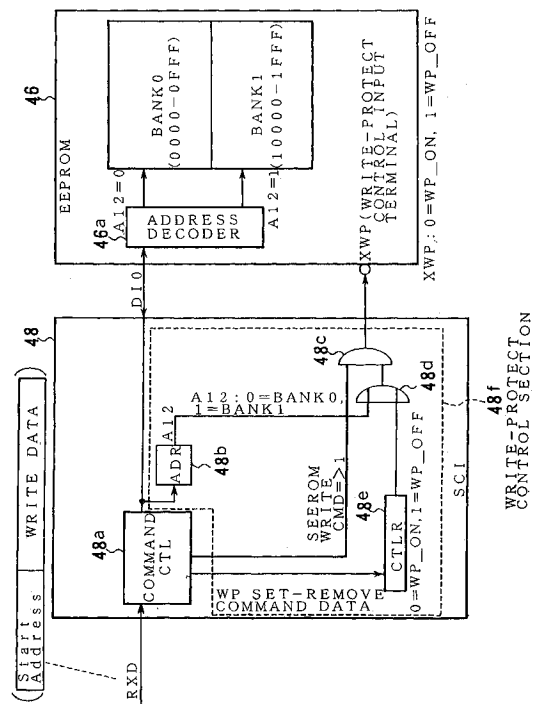 Start
Address
WRITE DATA
RXD
48
48a
COMMAND
CTL
ADR
A12
48b
A12:0=BANK0,
1=BANK1
SEEROM
WRITE
CMD=>1
48c
48d
WP SET-REMOVE
COMMAND DATA
CTLR
48e
0=WP_ON,1=WP_OFF
SCI
48f
WRITE-PROTECT
CONTROL SECTION
DI0
46
EEPROM
46a
A12=0
ADDRESS
DECODER
A12=1
BANK0
(0000-0FFF)
BANK1
(10000-1FFF)
XWP(WRITE-PROTECT
CONTROL INPUT
TERMINAL)
XWP,:0=WP_ON, 1=WP_OFF